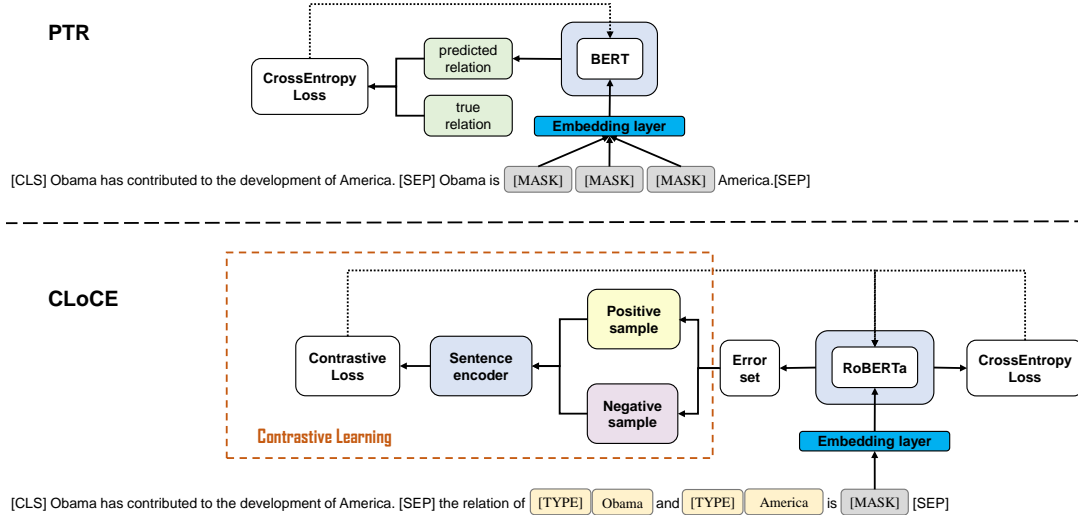 PTR
predicted
relation
BERT
CrossEntropy
Loss
true
relation
Embedding layer
[CLS] Obama has contributed to the development of America. [SEP] Obama is [MASK] [MASK] [MASK] America.[SEP]
CLoCE
Positive
sample
Contrastive
Loss
Sentence
encoder
Error
set
RoBERTa
CrossEntropy
Loss
Negative
sample
Contrastive Learning
Embedding layer
[CLS] Obama has contributed to the development of America. [SEP] the relation of [TYPE] Obama and [TYPE] America is [MASK] [SEP]